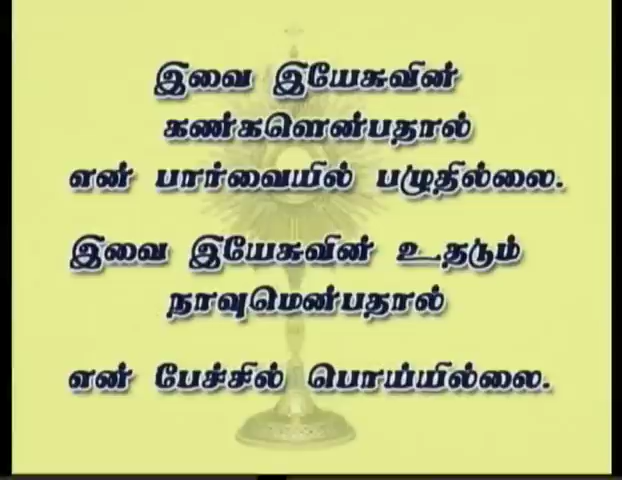 இவை இயேசுவின்
கண்களென்பதால்
என் பார்வையில் பழுதில்லை.
இவை இயேசுவின் உதடும்
நாவுமென்பதால்
என் பேச்சில் பொய்யில்லை.